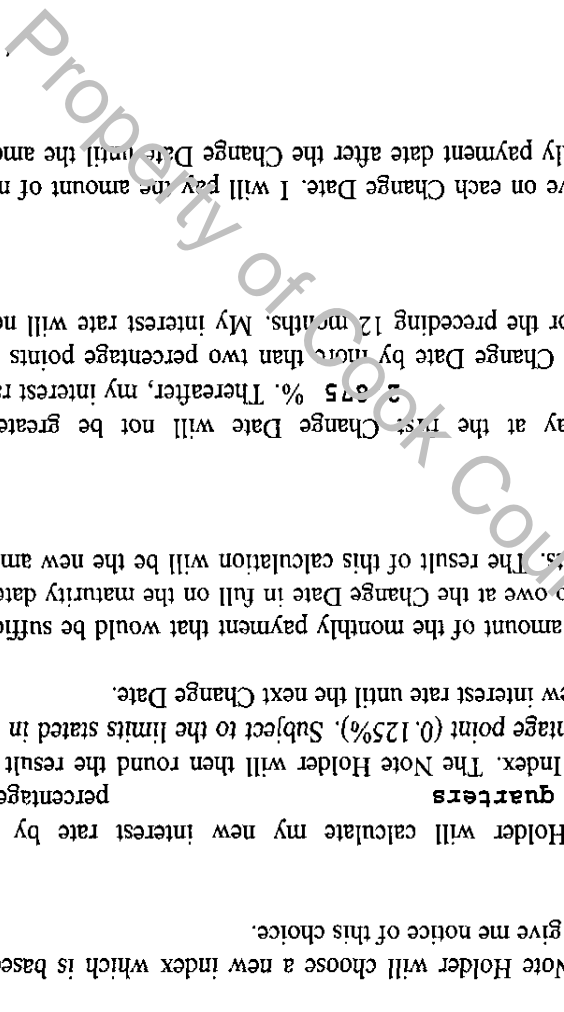 Note Holder will choose a new index which is base
give me notice of this choice.
Holder will calculate my new interest rate by
quarters percentage
Index. The Note Holder will then round the result
ntage point (0.125%). Subject to the limits stated in
ew interest rate until the next Change Date.
amount of the monthly payment that would be suffic
o owe at the Change Date in full on the maturity date
ts. The result of this calculation will be the new am
ay at the first Change Date will not be greate
2.875 %. Thereafter, my interest ra
Change Date by more than two percentage points
or the preceding 12 months. My interest rate will ne
ve on each Change Date. I will pay the amount of n
ly payment date after the Change Date until the amo
Property of Cook Cou